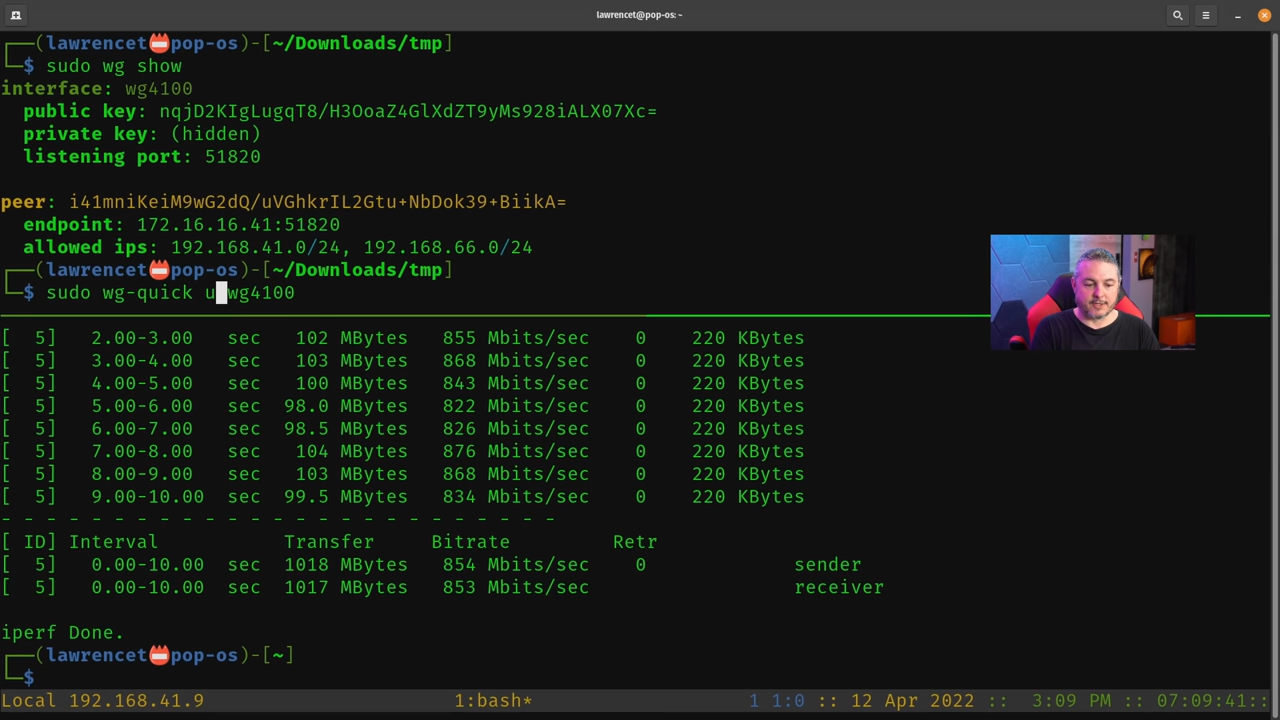 lawrencet@pop-os: ~
(lawrencet📛pop-os)-[~/Downloads/tmp]
$ sudo wg show
interface: wg4100
public key: nqjD2KIgLugqT8/H3OoaZ4GlXdZT9yMs928iALX07Xc=
private key: (hidden)
listening port: 51820
peer: i41mniKeiM9wG2dQ/uVGhkrIL2Gtu+NbDok39+BiikA=
endpoint: 172.16.16.41:51820
allowed ips: 192.168.41.0/24, 192.168.66.0/24
(lawrencet📛pop-os)-[~/Downloads/tmp]
$ sudo wg-quick u wg4100
[ 5] 2.00-3.00 sec 102 MBytes 855 Mbits/sec 0 220 KBytes
[ 5] 3.00-4.00 sec 103 MBytes 868 Mbits/sec 0 220 KBytes
[ 5] 4.00-5.00 sec 100 MBytes 843 Mbits/sec 0 220 KBytes
[ 5] 5.00-6.00 sec 98.0 MBytes 822 Mbits/sec 0 220 KBytes
[ 5] 6.00-7.00 sec 98.5 MBytes 826 Mbits/sec 0 220 KBytes
[ 5] 7.00-8.00 sec 104 MBytes 876 Mbits/sec 0 220 KBytes
[ 5] 8.00-9.00 sec 103 MBytes 868 Mbits/sec 0 220 KBytes
[ 5] 9.00-10.00 sec 99.5 MBytes 834 Mbits/sec 0 220 KBytes
- - - - - - - - - - - - - - - - - - - - - - - - -
[ ID] Interval Transfer Bitrate Retr
[ 5] 0.00-10.00 sec 1018 MBytes 854 Mbits/sec 0 sender
[ 5] 0.00-10.00 sec 1017 MBytes 853 Mbits/sec receiver
iperf Done.
(lawrencet📛pop-os)-[~]
$
Local 192.168.41.9 1:bash* 1 1:0 :: 12 Apr 2022 :: 3:09 PM :: 07:09:41::